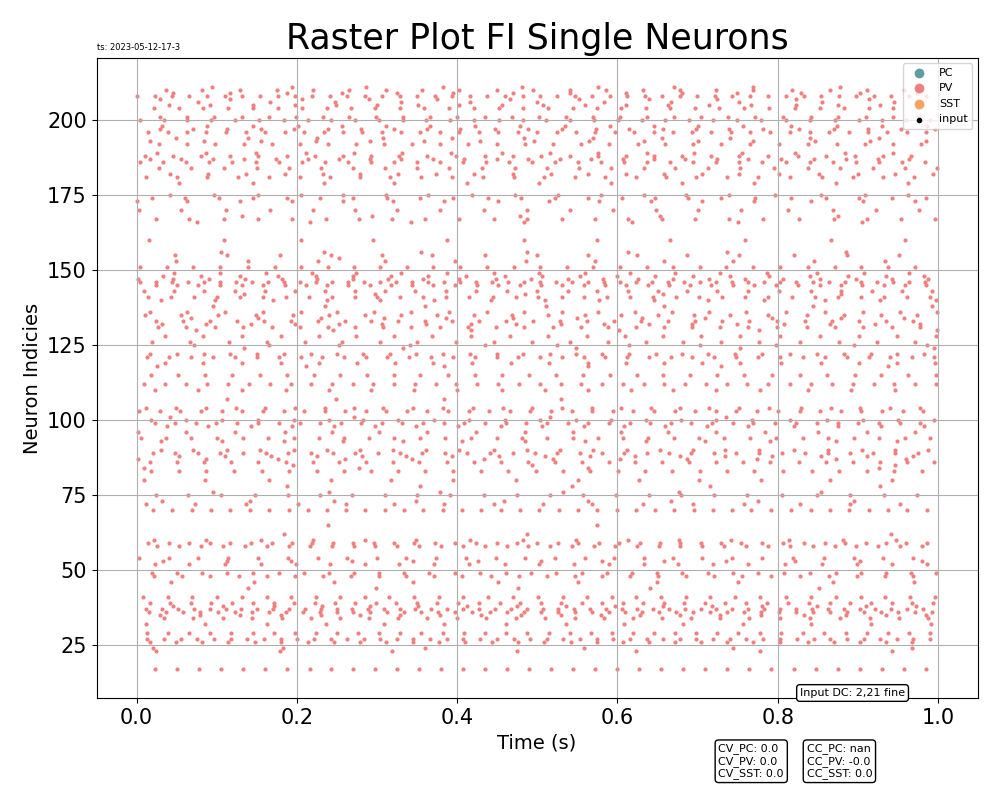 Raster Plot FI Single Neurons
ts: 2023-05-12-17-3
PC
PV
SST
input
200
175
150
125
100
75
50
25
Neuron Indicies
0.0 0.2 0.4 0.6 0.8 1.0
Time (s)
Input DC: 2,21 fine
CV_PC: 0.0
CV_PV: 0.0
CV_SST: 0.0
CC_PC: nan
CC_PV: -0.0
CC_SST: 0.0